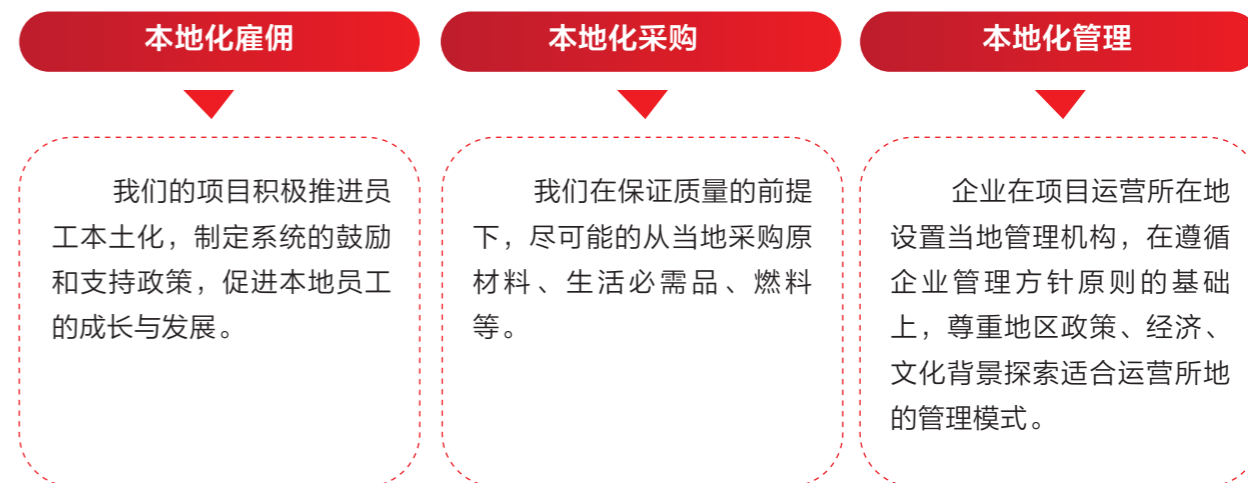 本地化雇佣
我们的项目积极推进员
工本土化，制定系统的鼓励
和支持政策，促进本地员工
的成长与发展。
本地化采购
我们在保证质量的前提
下，尽可能的从当地采购原
材料、生活必需品、燃料
等。
本地化管理
企业在项目运营所在地
设置当地管理机构，在遵循
企业管理方针原则的基础
上，尊重地区政策、经济、
文化背景探索适合运营所地
的管理模式。